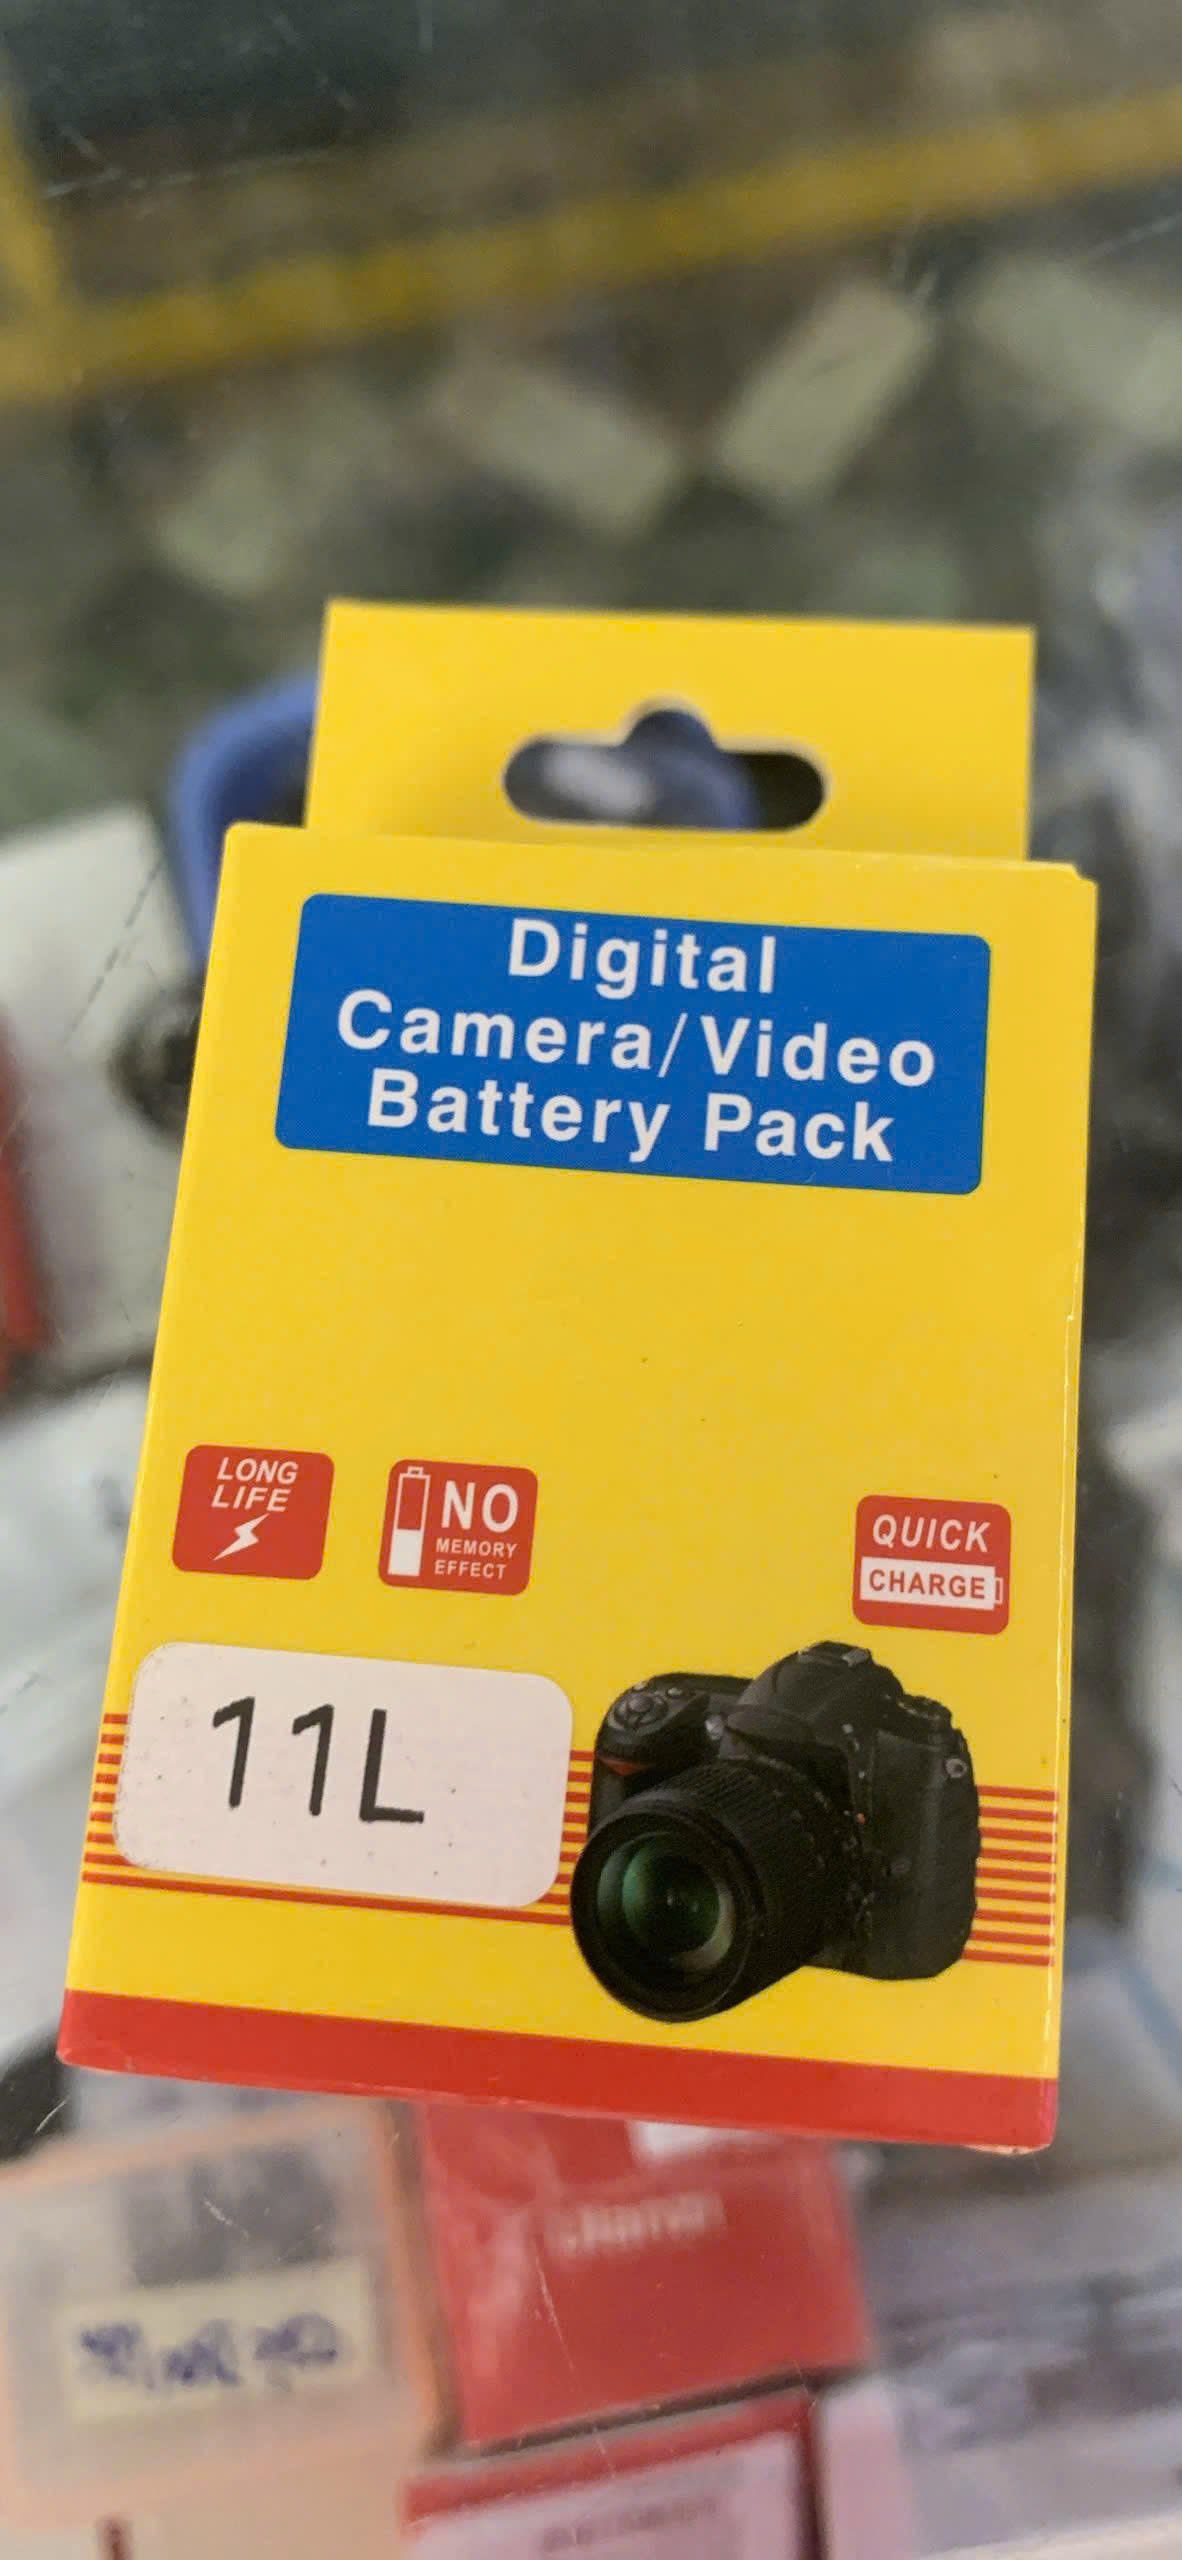 Digital
Camera/Video
Battery Pack
LONG
LIFE
NO
MEMORY
EFFECT
QUICK
CHARGE
11L